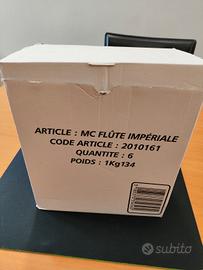 ARTICLE : MC FLÛTE IMPÉRIALE
CODE ARTICLE : 2010161
QUANTITE : 6
POIDS : 1Kg134
subito